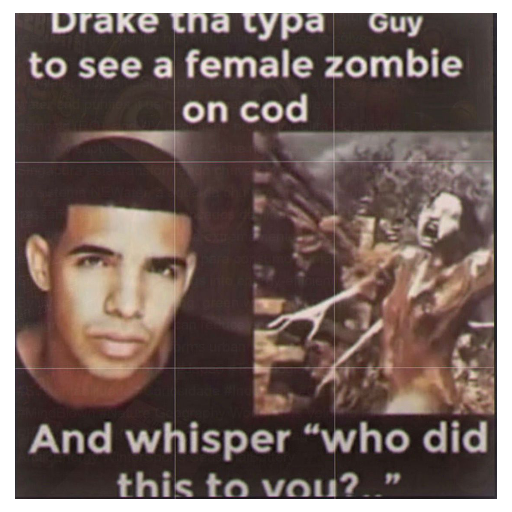 Drake tha typa Guy
to see a female zombie
on cod
And whisper “who did
this to you?..”